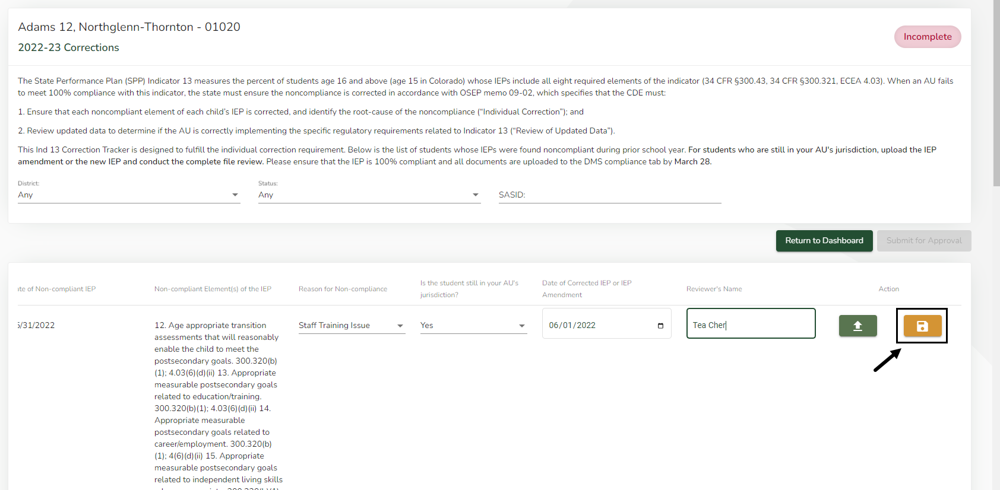 Adams 12, Northglenn-Thornton - 01020
2022-23 Corrections
Incomplete
The State Performance Plan (SPP) Indicator 13 measures the percent of students age 16 and above (age 15 in Colorado) whose IEPs include all eight required elements of the indicator (34 CFR §300.43, 34 CFR §300.321, ECEA 4.03). When an AU fails
to meet 100% compliance with this indicator, the state must ensure the noncompliance is corrected in accordance with OSEP memo 09-02, which specifies that the CDE must:
1. Ensure that each noncompliant element of each child’s IEP is corrected, and identify the root-cause of the noncompliance (“Individual Correction”); and
2. Review updated data to determine if the AU is correctly implementing the specific regulatory requirements related to Indicator 13 (“Review of Updated Data”).
This Ind 13 Correction Tracker is designed to fulfill the individual correction requirement. Below is the list of students whose IEPs were found noncompliant during prior school year. For students who are still in your AU's jurisdiction, upload the IEP
amendment or the new IEP and conduct the complete file review. Please ensure that the IEP is 100% compliant and all documents are uploaded to the DMS compliance tab by March 28.
District:
Any
Status:
Any
SASID:
Return to Dashboard
Submit for Approval
te of Non-compliant IEP
Non-compliant Element(s) of the IEP
Reason for Non-compliance
Is the student still in your AU's
jurisdiction?
Date of Corrected IEP or IEP
Amendment
Reviewer's Name
Action
/31/2022
12. Age appropriate transition
assessments that will reasonably
enable the child to meet the
postsecondary goals. 300.320(b)
(1); 4.03(6)(d)(ii) 13. Appropriate
measurable postsecondary goals
related to education/training.
300.320(b)(1); 4.03(6)(d)(ii) 14.
Appropriate measurable
postsecondary goals related to
career/employment. 300.320(b)
(1); 4(6)(d)(ii) 15. Appropriate
measurable postsecondary goals
related to independent living skills
Staff Training Issue
Yes
06/01/2022
Tea Cher